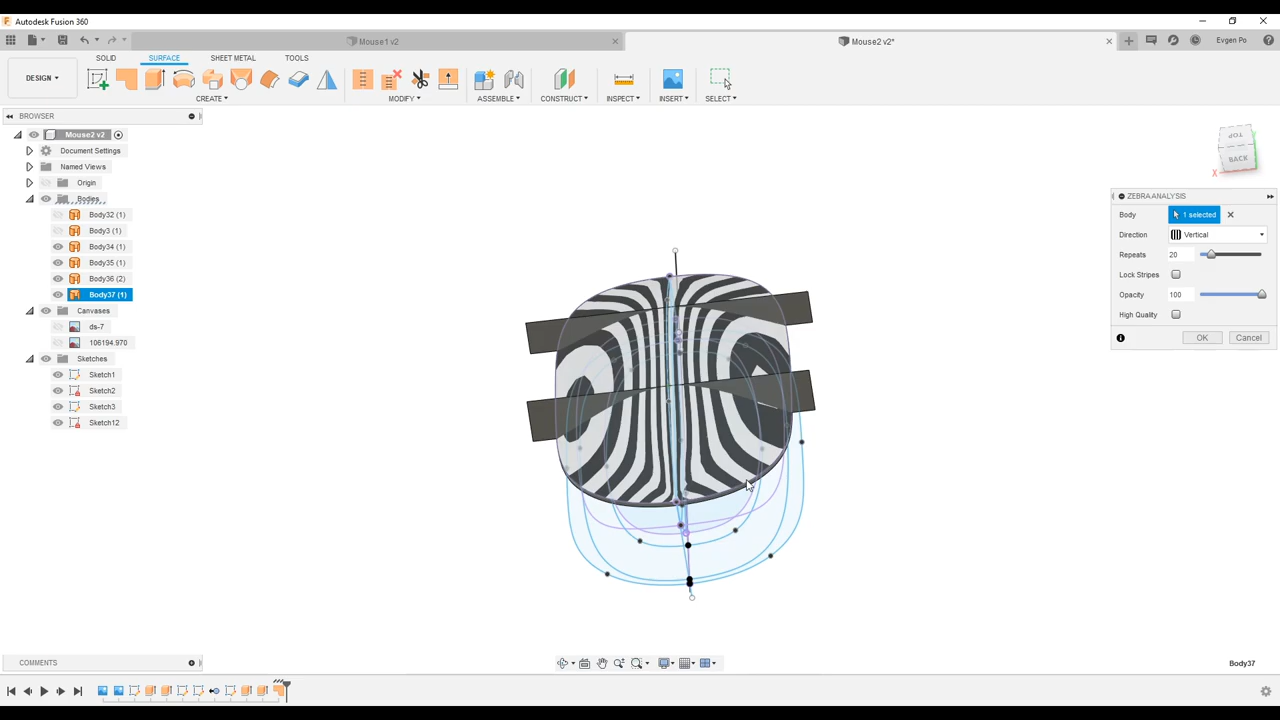 Autodesk Fusion 360
Mouse1 v2
Mouse2 v2*
Evgen Po
DESIGN
SOLID
SURFACE
SHEET METAL
TOOLS
CREATE
MODIFY
ASSEMBLE
CONSTRUCT
INSPECT
INSERT
SELECT
BROWSER
Mouse2 v2
Document Settings
Named Views
Origin
Bodies
Body32 (1)
Body3 (1)
Body34 (1)
Body35 (1)
Body36 (2)
Body37 (1)
Canvases
ds-7
106194.970
Sketches
Sketch1
Sketch2
Sketch3
Sketch12
TOP
BACK
X
ZEBRA ANALYSIS
Body 1 selected
Direction Vertical
Repeats 20
Lock Stripes
Opacity 100
High Quality
OK Cancel
COMMENTS
Body37